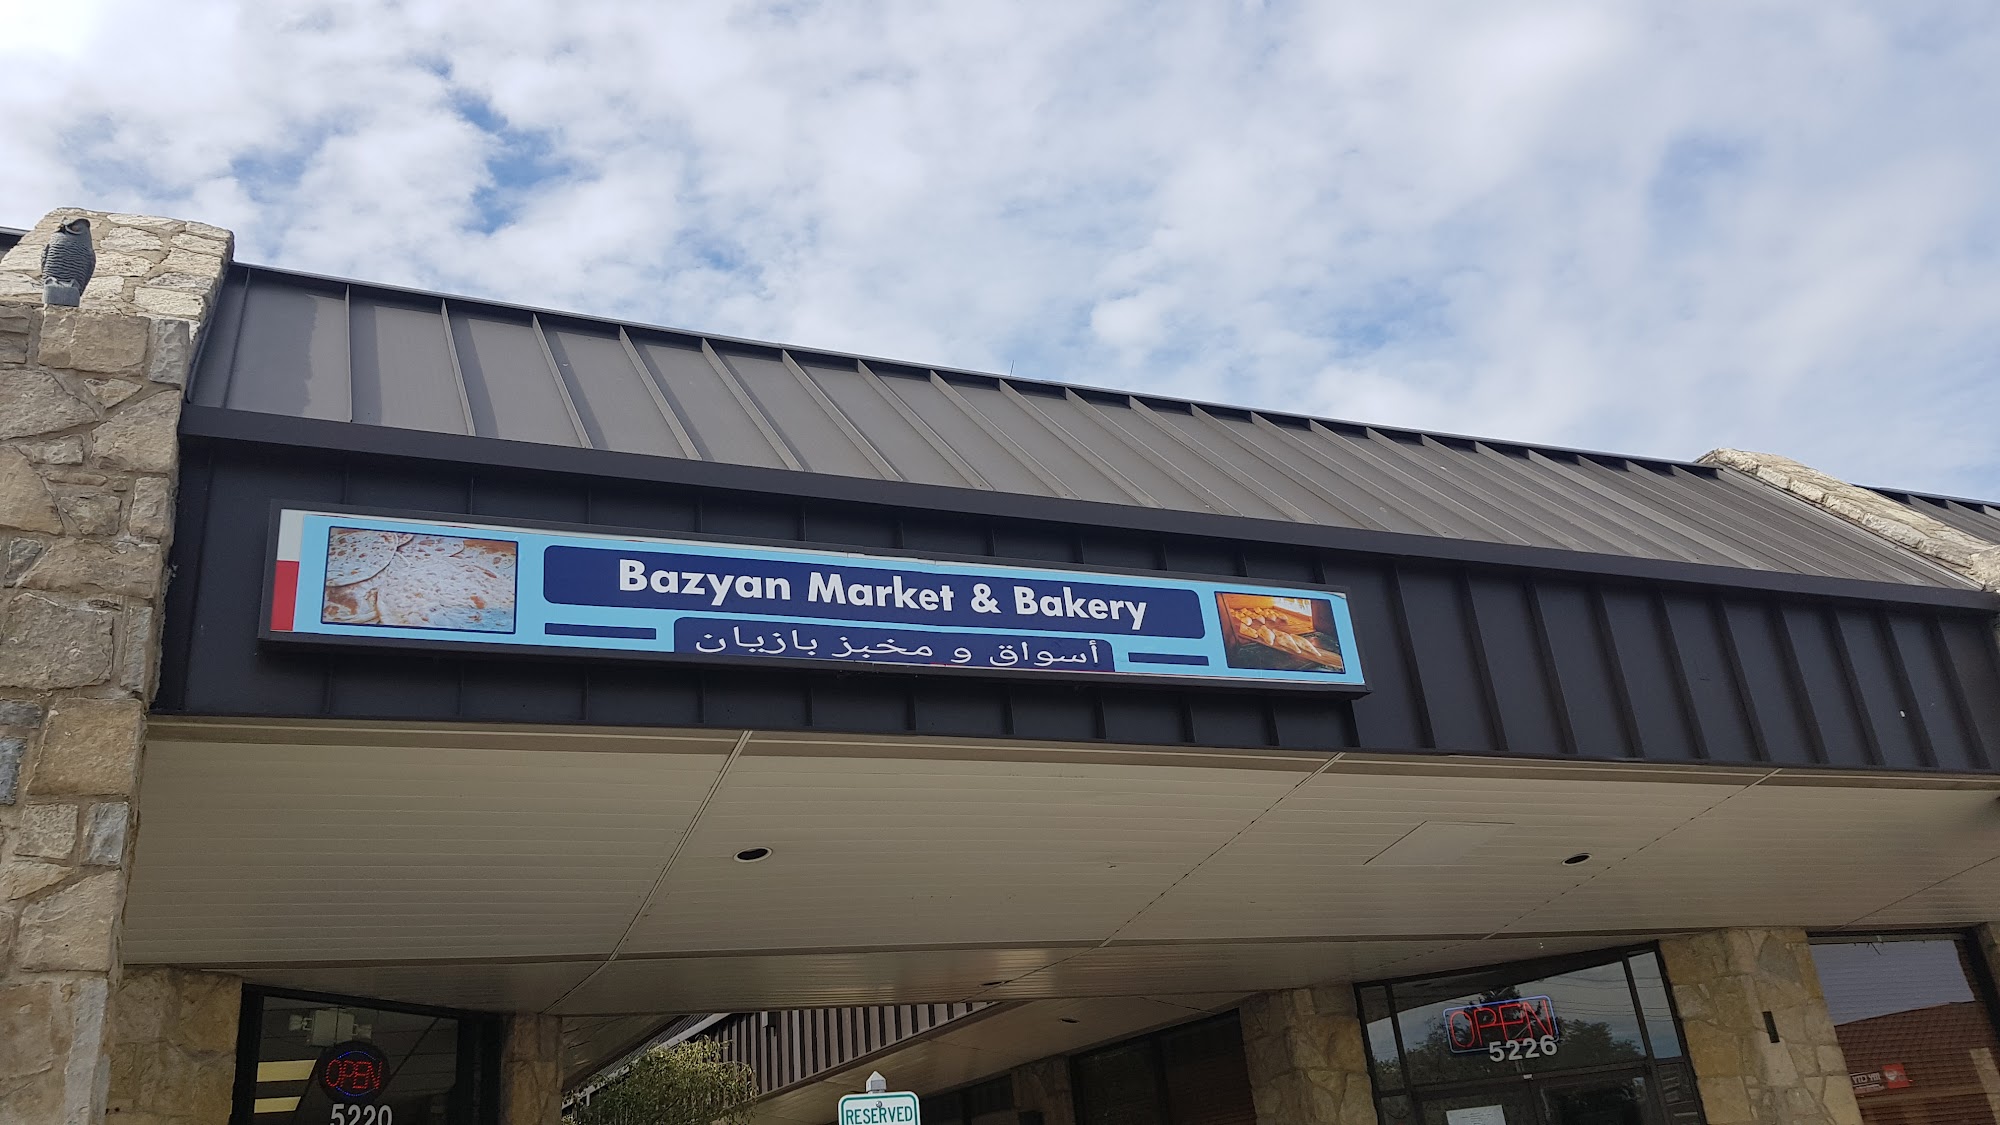 Bazyan Market & Bakery
أسواق و مخبز بازيان
OPEN
5220
RESERVED
OPEN
5226